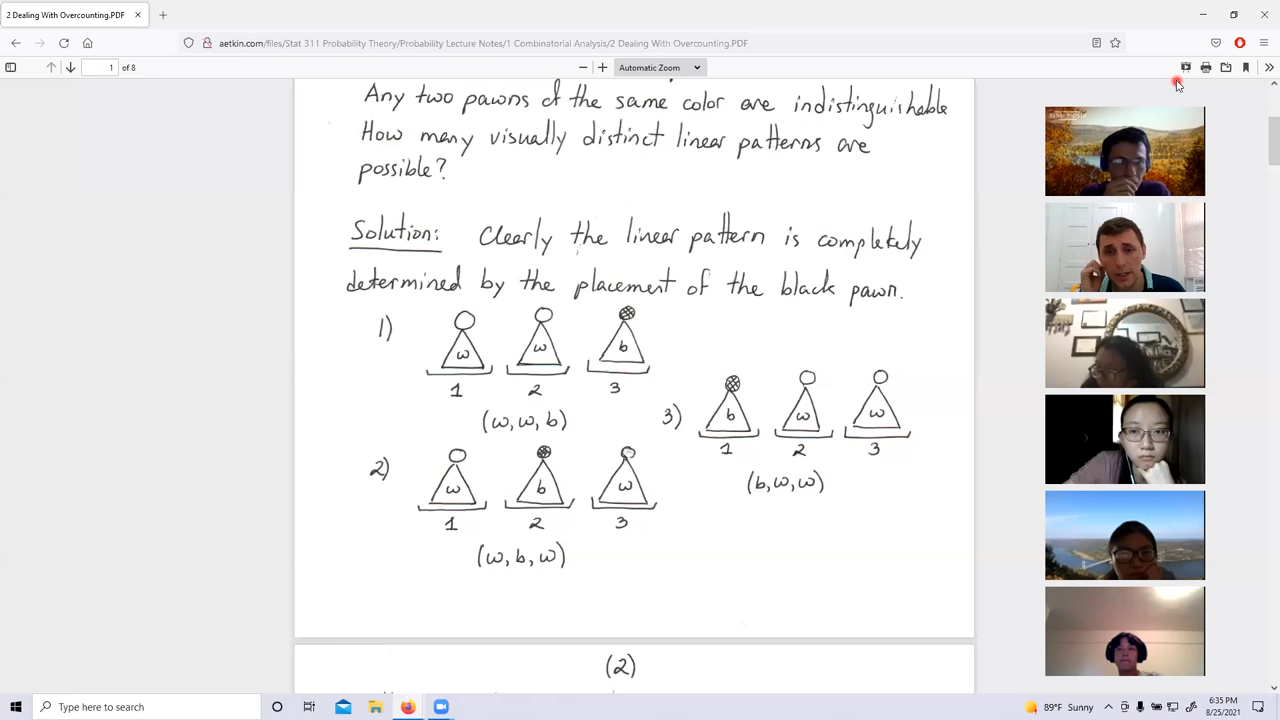 2 Dealing With Overcounting.PDF
aetkin.com/files/Stat 311 Probability Theory/Probability Lecture Notes/1 Combinatorial Analysis/2 Dealing With Overcounting.PDF
1 of 8
Automatic Zoom
Any two pawns of the same color are indistinguishable
How many visually distinct linear patterns are
possible?
Solution: Clearly the linear pattern is completely
determined by the placement of the black pawn.
1)
w w b
1 2 3
(w, w, b)
3)
b w w
1 2 3
(b, w, w)
2)
w b w
1 2 3
(w, b, w)
(2)
Type here to search
89°F Sunny
6:35 PM
8/25/2021